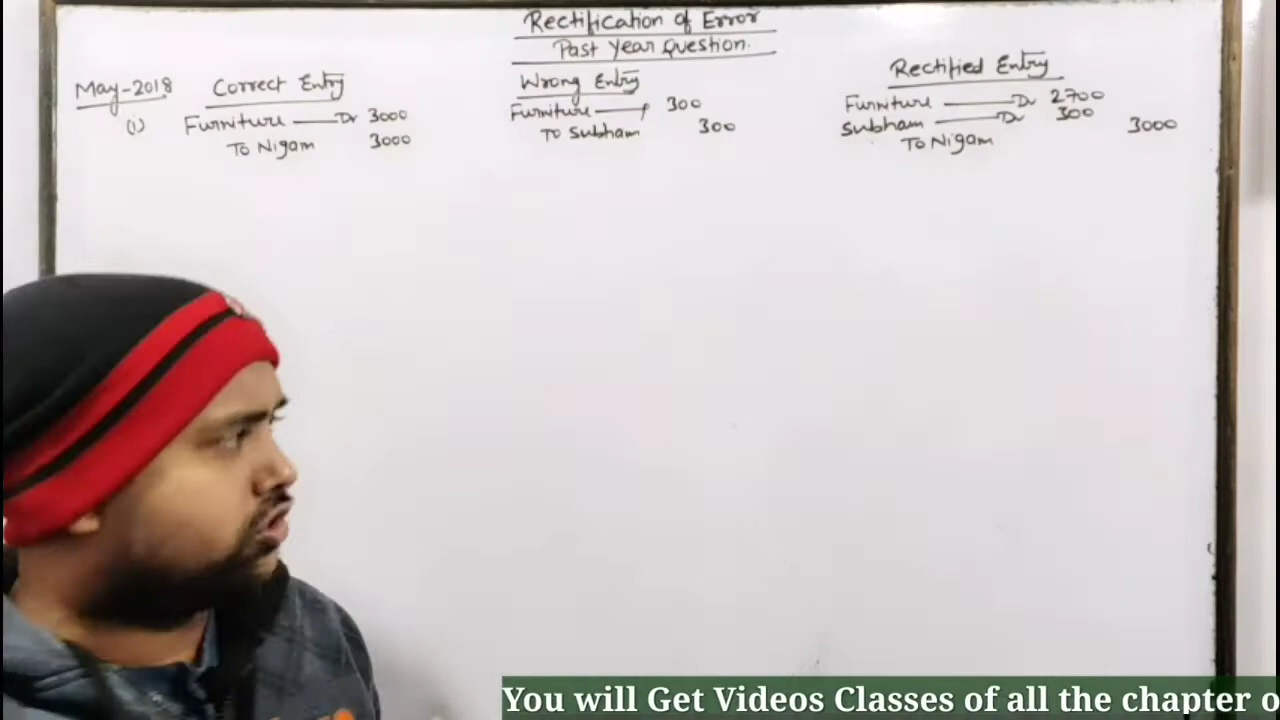 Rectification of Error
Past Year Question.
May-2018 Correct Entry
(i) Furniture — Dr 3000
To Nigam 3000
Wrong Entry
Furniture — 300
To Subham 300
Rectified Entry
Furniture — Dr 2700
Subham — Dr 300
To Nigam 3000
You will Get Videos Classes of all the chapter o